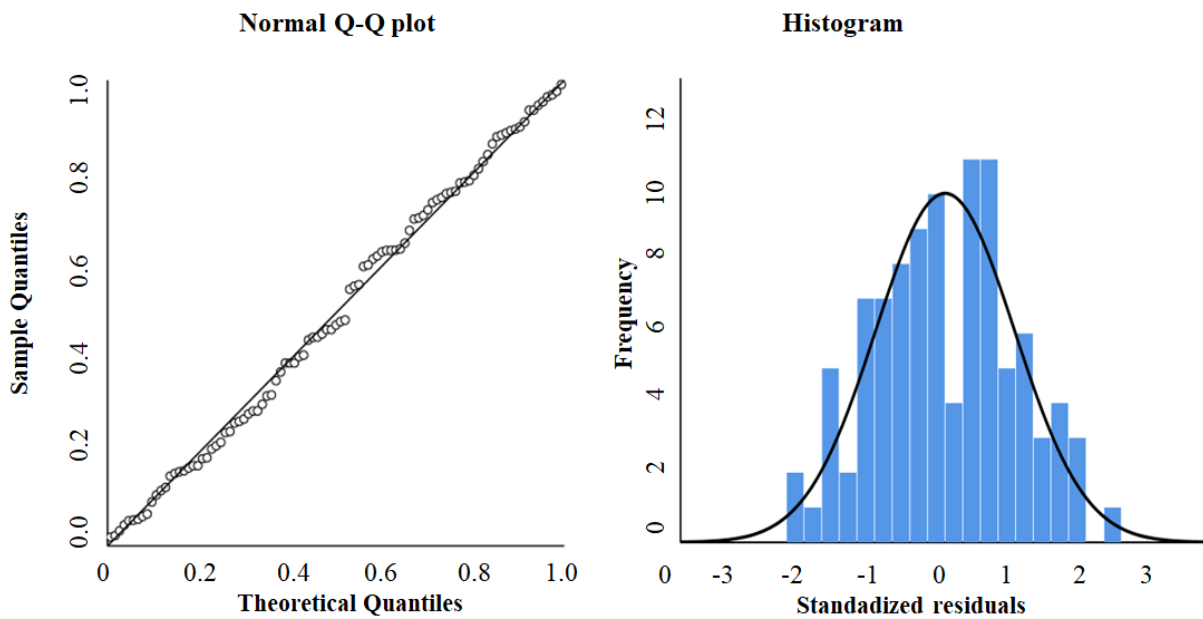 Normal Q-Q plot
Sample Quantiles
1.0
0.8
0.6
0.4
0.2
0.0
0 0.2 0.4 0.6 0.8 1.0
Theoretical Quantiles
Histogram
Frequency
12
10
8
6
4
2
0
0 -3 -2 -1 0 1 2 3
Standadized residuals